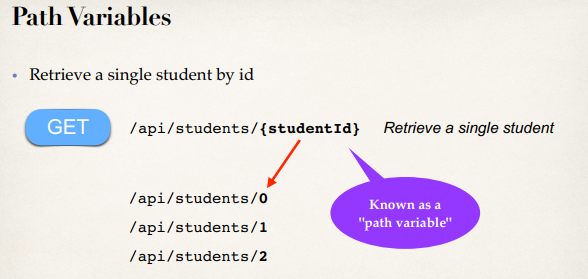 Path Variables
• Retrieve a single student by id
GET /api/students/{studentId} Retrieve a single student
/api/students/0
/api/students/1
/api/students/2
Known as a
"path variable"